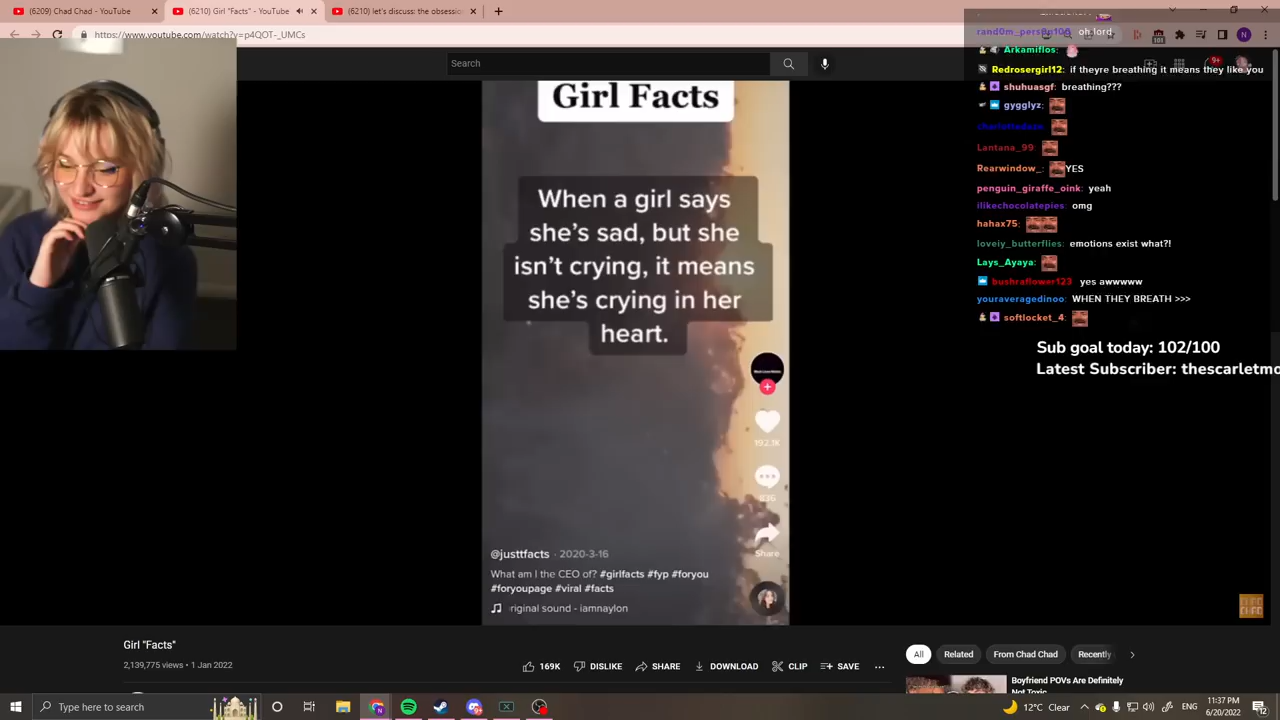 (6209) Chad Chad - YouTube
(6210) Girl "Facts" - YouTube
(6210) let's discuss the obsessio
https://www.youtube.com/watch?v=p4QOT-_UMCs
Search
9+
oh lord
Arkamiflos:
Redrosergirl12: if theyre breathing it means they like you
shuhuasgf: breathing???
gygglyz:
Lantana_99:
Rearwindow_: YES
penguin_giraffe_oink: yeah
ilikechocolatepies: omg
hahax75:
emotions exist what?!
Lays_Ayaya:
bushraflower123 yes awwwww
youraveragedinoo: WHEN THEY BREATH >>>
softlocket_4:
Sub goal today: 102/100
Latest Subscriber: thescarletmo
Girl Facts
When a girl says
she's sad, but she
isn't crying, it means
she's crying in her
heart.
192.1K
836
Share
@justtfacts · 2020-3-16
What am I the CEO of? #girlfacts #fyp #foryou
#foryoupage #viral #facts
original sound - iamnaylon
Girl "Facts"
2,139,775 views • 1 Jan 2022
169K
DISLIKE
SHARE
DOWNLOAD
CLIP
SAVE
All
Related
From Chad Chad
Recently
Boyfriend POVs Are Definitely
Not Toxic
Type here to search
12°C Clear
ENG
11:37 PM
6/20/2022
12